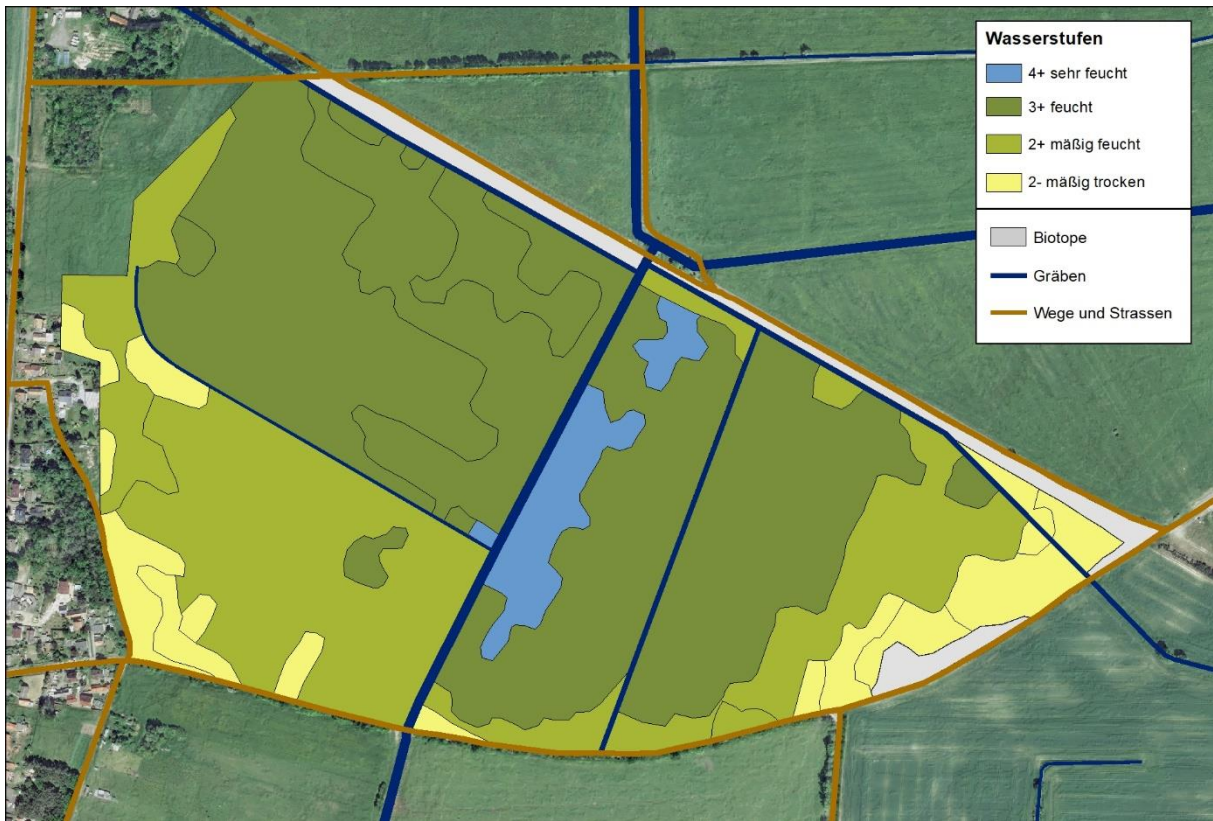 Wasserstufen
4+ sehr feucht
3+ feucht
2+ mäßig feucht
2- mäßig trocken
Biotope
Gräben
Wege und Strassen